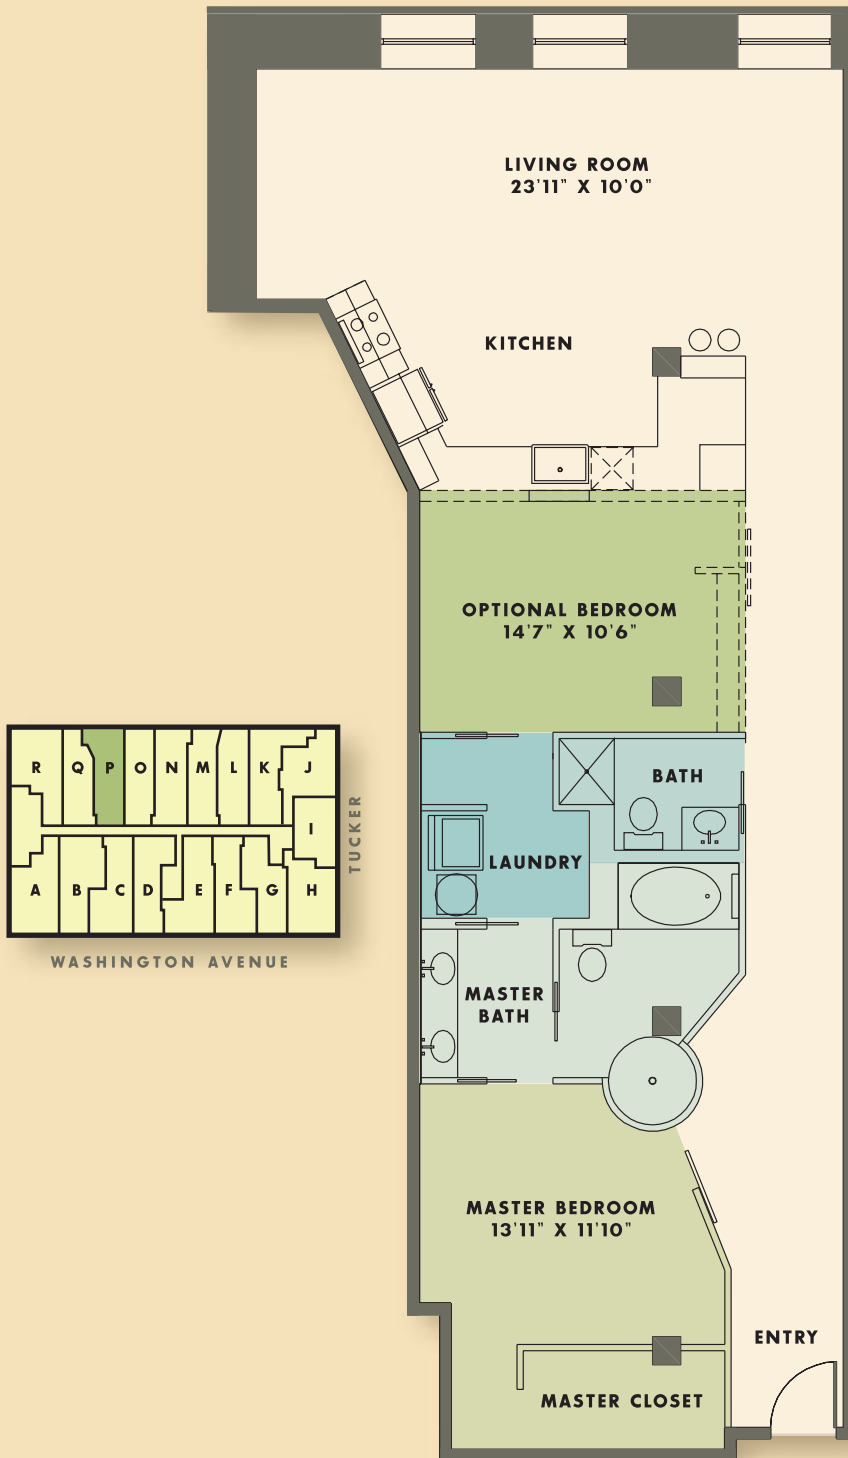 LIVING ROOM
23'11" X 10'0"
KITCHEN
OPTIONAL BEDROOM
14'7" X 10'6"
BATH
LAUNDRY
MASTER
BATH
MASTER BEDROOM
13'11" X 11'10"
ENTRY
MASTER CLOSET
R Q P O N M L K J
I
A B C D E F G H
TUCKER
WASHINGTON AVENUE